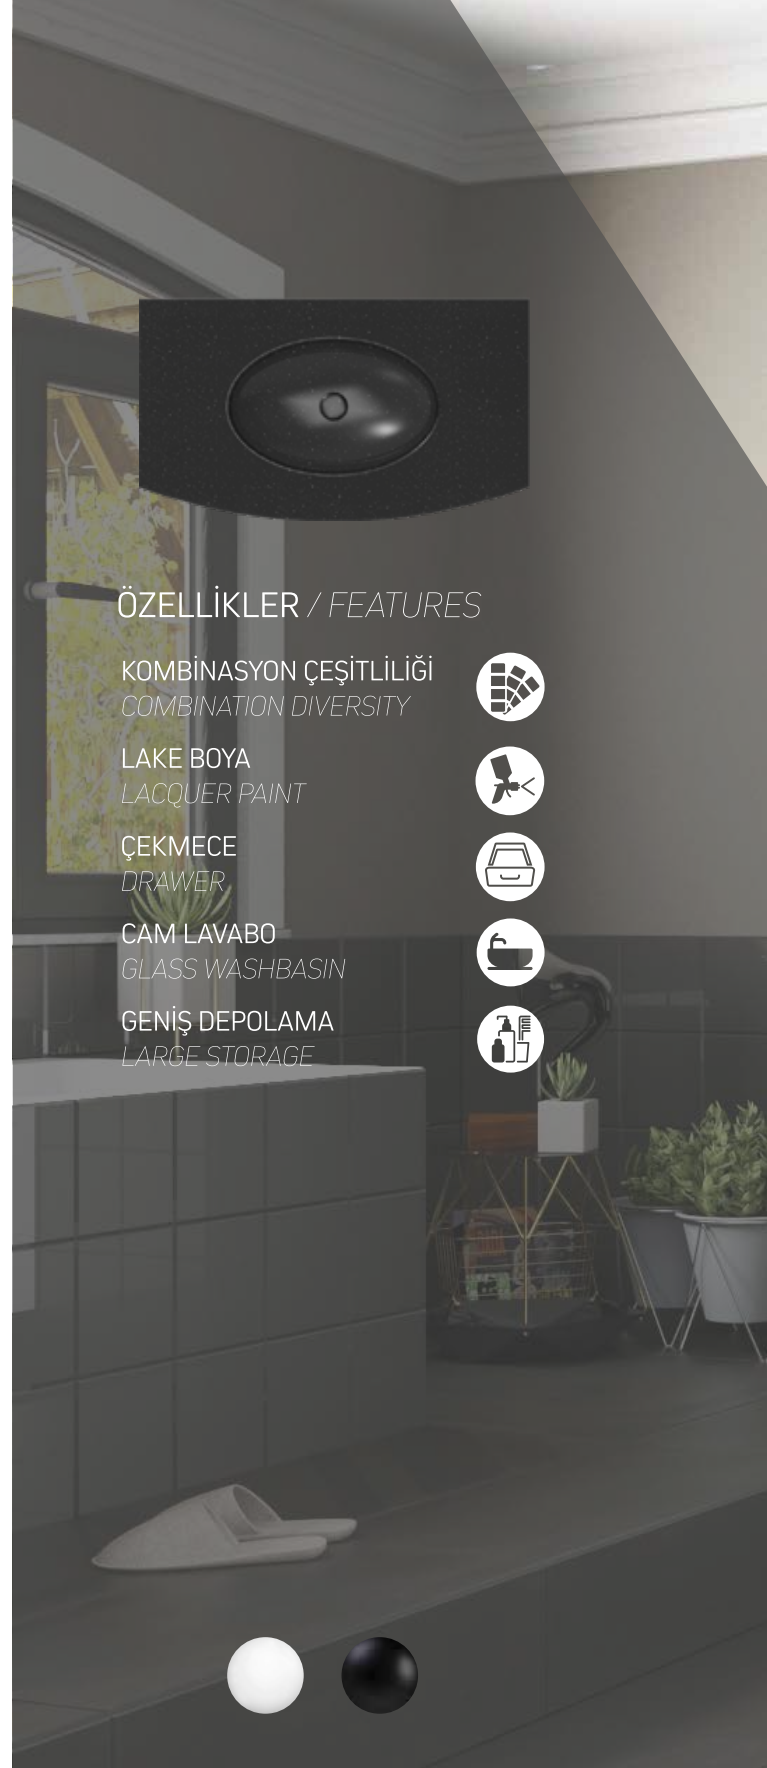 ÖZELLİKLER / FEATURES
KOMBİNASYON ÇEŞİTLİLİĞİ
COMBINATION DIVERSITY
LAKE BOYA
LACQUER PAINT
ÇEKMECE
DRAWER
CAM LAVABO
GLASS WASHBASIN
GENİŞ DEPOLAMA
LARGE STORAGE